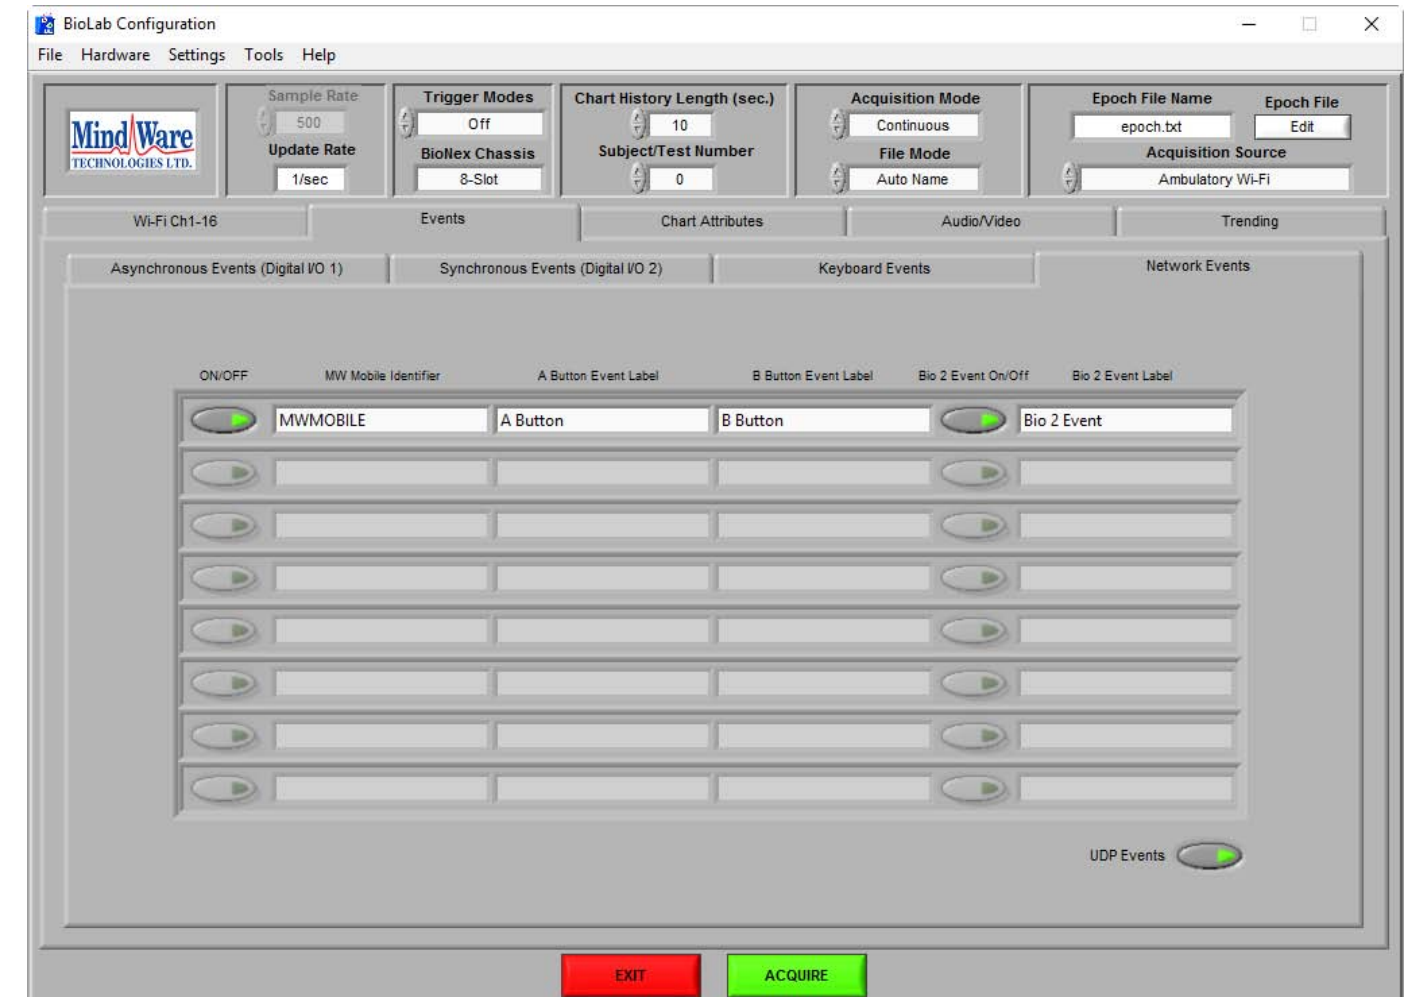 BioLab Configuration
File Hardware Settings Tools Help
MindWare
TECHNOLOGIES LTD.
Sample Rate
500
Update Rate
1/sec
Trigger Modes
Off
BioNex Chassis
8-Slot
Chart History Length (sec.)
10
Subject/Test Number
0
Acquisition Mode
Continuous
File Mode
Auto Name
Epoch File Name
epoch.txt
Epoch File
Edit
Acquisition Source
Ambulatory Wi-Fi
Wi-Fi Ch1-16 Events Chart Attributes Audio/Video Trending
Asynchronous Events (Digital I/O 1) Synchronous Events (Digital I/O 2) Keyboard Events Network Events
ON/OFF MW Mobile Identifier A Button Event Label B Button Event Label Bio 2 Event On/Off Bio 2 Event Label
MWMOBILE A Button B Button Bio 2 Event
UDP Events
EXIT ACQUIRE